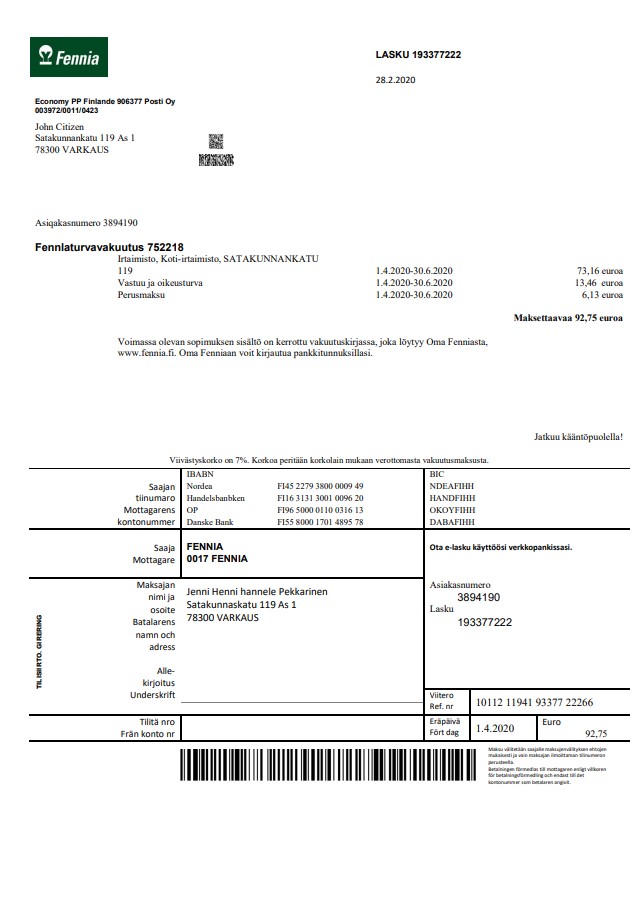 Fennia
LASKU 193377222
28.2.2020
Economy PP Finlande 906377 Posti Oy
003972/0011/0423
John Citizen
Satakunnankatu 119 As 1
78300 VARKAUS
Asiqakasnumero 3894190
Fennlaturvavakuutus 752218
Irtaimisto, Koti-irtaimisto, SATAKUNNANKATU
119 1.4.2020-30.6.2020 73,16 euroa
Vastuu ja oikeusturva 1.4.2020-30.6.2020 13,46 euroa
Perusmaksu 1.4.2020-30.6.2020 6,13 euroa
Maksettaavaa 92,75 euroa
Voimassa olevan sopimuksen sisältö on kerrottu vakuutuskirjassa, joka löytyy Oma Fenniasta,
www.fennia.fi. Oma Fenniaan voit kirjautua pankkitunnuksillasi.
Jatkuu kääntöpuolella!
Viivästyskorko on 7%. Korkoa peritään korkolain mukaan verottomasta vakuutusmaksusta.
IBABN BIC
Saajan Nordea FI45 2279 3800 0009 49 NDEAFIHH
tiinumaro Handelsbanbken FI16 3131 3001 0096 20 HANDFIHH
Mottagarens OP FI96 5000 0110 0316 13 OKOYFIHH
kontonummer Danske Bank FI55 8000 1701 4895 78 DABAFIHH
Saaja FENNIA Ota e-lasku käyttöösi verkkopankissasi.
Mottagare 0017 FENNIA
Maksajan
nimi ja
osoite
Batalarens
namn och
adress
Jenni Henni hannele Pekkarinen
Satakunnaskatu 119 As 1
78300 VARKAUS
Asiakasnumero
3894190
Lasku
193377222
TILISIIRTO. GIRERING
Alle-
kirjoitus
Underskrift
Viitero
Ref. nr 10112 11941 93377 22266
Tilitä nro
Från konto nr
Eräpäivä
Fört dag 1.4.2020
Euro
92,75
Maksu välitetään saajalle maksujenvälityksen ehtojen
mukaisesti ja vain maksajan ilmoittaman tilinumeron
perusteella.
Betalningen förmedlas till mottagaren enligt villkoren
för betalningsförmedling och endast till det
kontonummer som betalaren angivit.